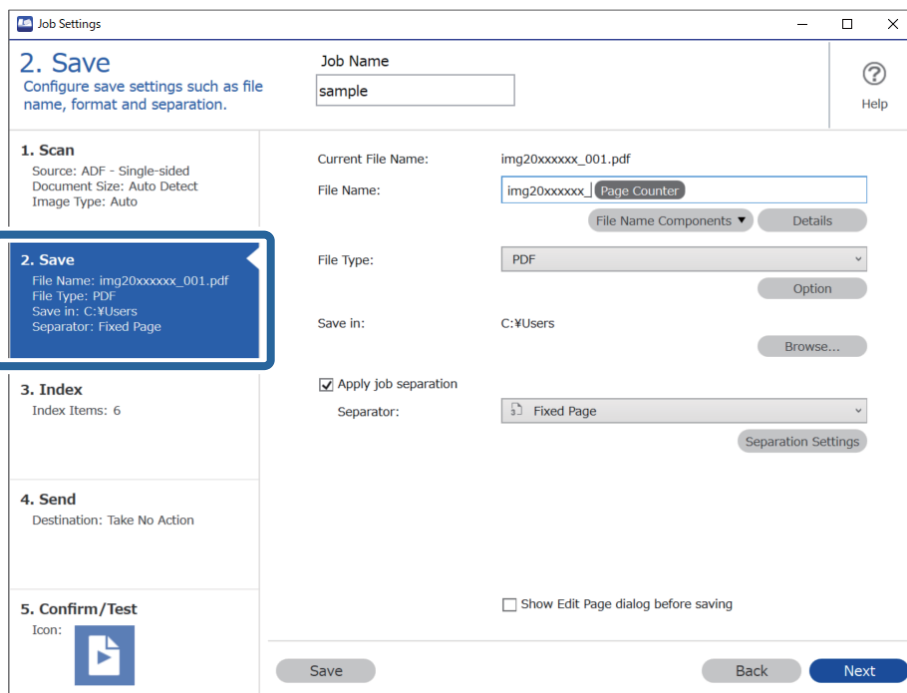 Job Settings
2. Save
Configure save settings such as file
name, format and separation.
Job Name
sample
Help
1. Scan
Source: ADF - Single-sided
Document Size: Auto Detect
Image Type: Auto
2. Save
File Name: img20xxxxxx_001.pdf
File Type: PDF
Save in: C:¥Users
Separator: Fixed Page
3. Index
Index Items: 6
4. Send
Destination: Take No Action
5. Confirm/Test
Icon:
Current File Name: img20xxxxxx_001.pdf
File Name: img20xxxxxx_ Page Counter
File Name Components ▼ Details
File Type: PDF
Option
Save in: C:¥Users
Browse...
Apply job separation
Separator: Fixed Page
Separation Settings
Show Edit Page dialog before saving
Save Back Next